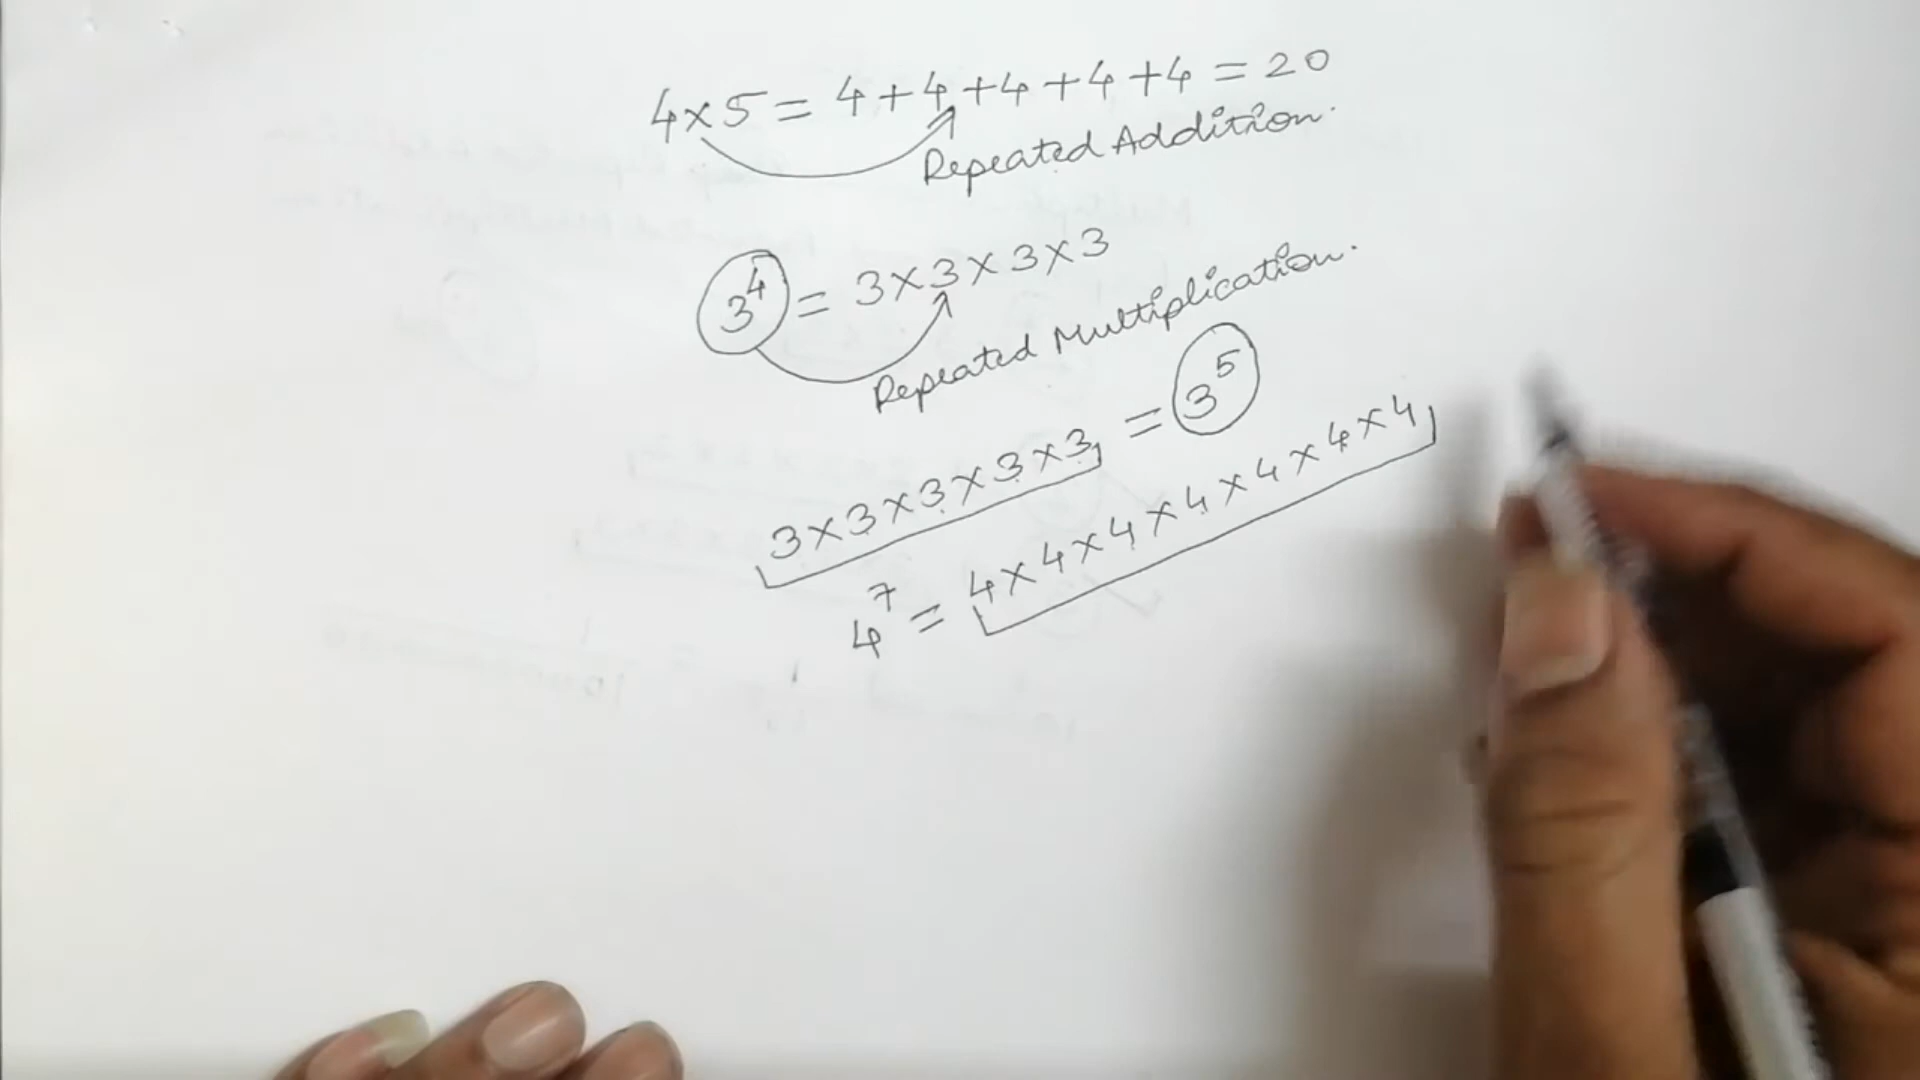 4×5 = 4+4+4+4+4 = 20
Repeated Addition.
3⁴ = 3×3×3×3
Repeated Multiplication.
3×3×3×3×3 = 3⁵
4⁷ = 4×4×4×4×4×4×4